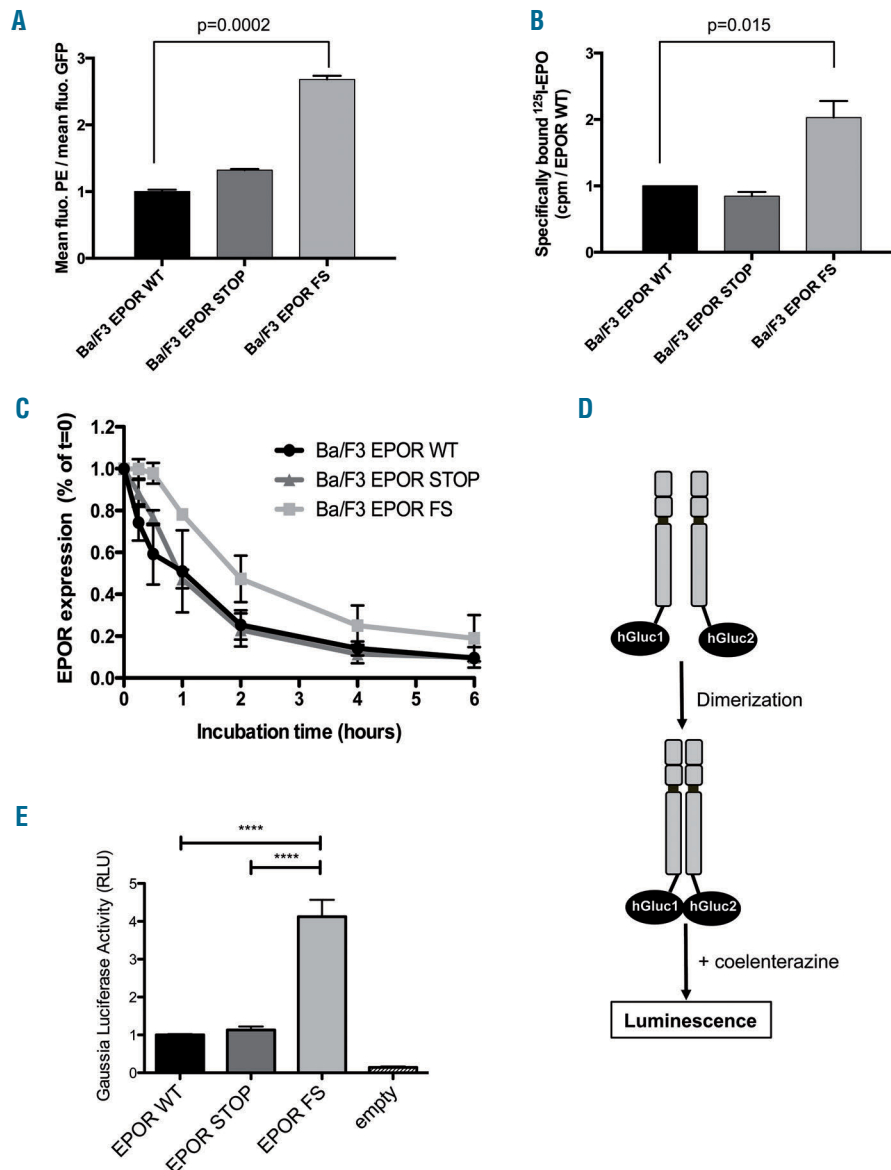 A
p=0.0002
Mean fluo. PE / mean fluo. GFP
3
2
1
0
Ba/F3 EPOR WT
Ba/F3 EPOR STOP
Ba/F3 EPOR FS
B
p=0.015
Specifically bound ¹²⁵I-EPO
(cpm / EPOR WT)
3
2
1
0
Ba/F3 EPOR WT
Ba/F3 EPOR STOP
Ba/F3 EPOR FS
C
EPOR expression (% of t=0)
1.2
1.0
0.8
0.6
0.4
0.2
0.0
0 1 2 3 4 5 6
Incubation time (hours)
Ba/F3 EPOR WT
Ba/F3 EPOR STOP
Ba/F3 EPOR FS
D
hGluc1 hGluc2
Dimerization
hGluc1 hGluc2
+ coelenterazine
Luminescence
E
****
****
Gaussia Luciferase Activity (RLU)
5
4
3
2
1
0
EPOR WT
EPOR STOP
EPOR FS
empty